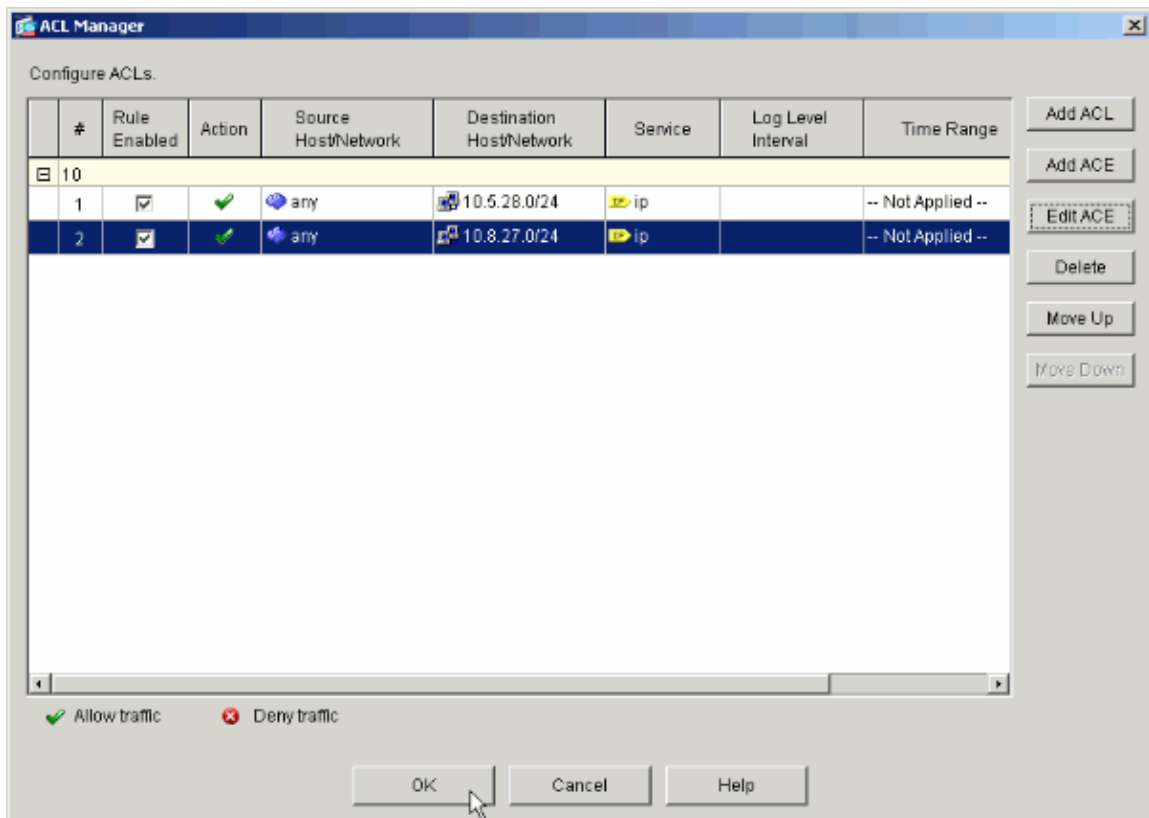 ACL Manager
Configure ACLs.
# Rule Enabled Action Source Host/Network Destination Host/Network Service Log Level Interval Time Range
10
1 any 10.5.28.0/24 IP ip -- Not Applied --
2 any 10.8.27.0/24 IP ip -- Not Applied --
Add ACL
Add ACE
Edit ACE
Delete
Move Up
Move Down
Allow traffic Deny traffic
OK Cancel Help